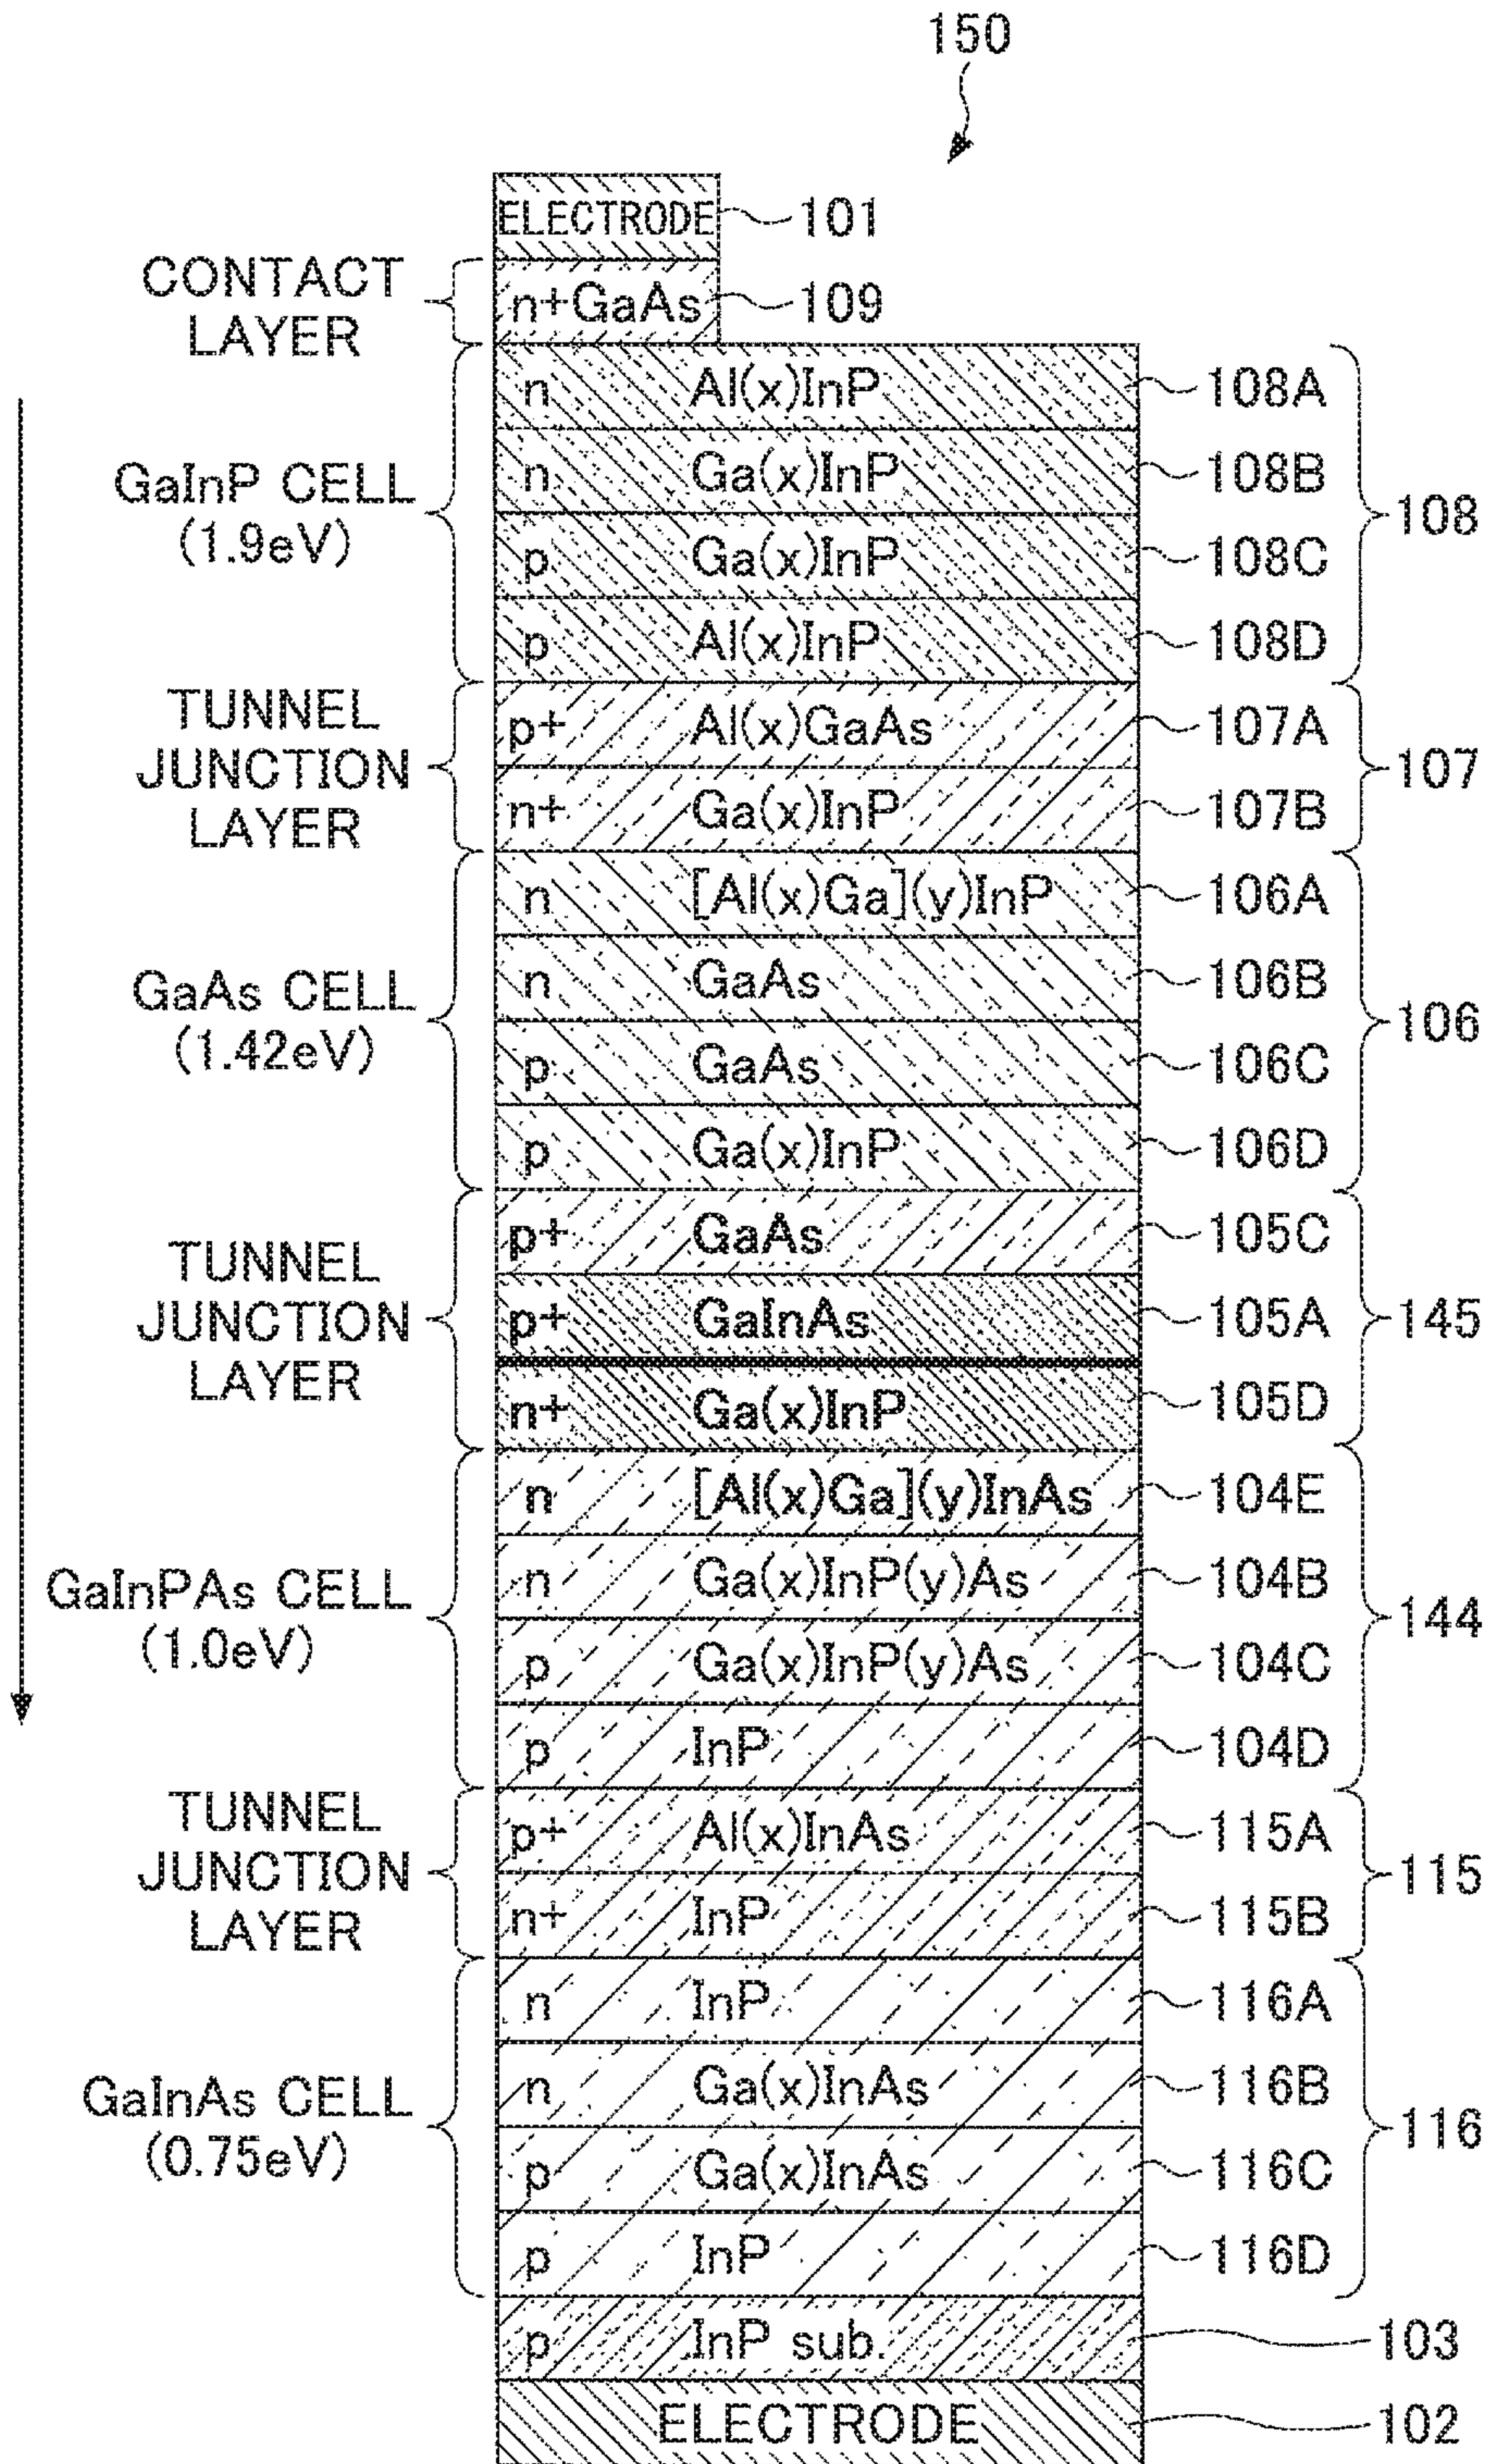 150
ELECTRODE 101
CONTACT
LAYER
n+GaAs 109
n Al(x)InP 108A
GaInP CELL
(1.9eV)
n Ga(x)InP 108B
108
p Ga(x)InP 108C
p Al(x)InP 108D
TUNNEL
JUNCTION
LAYER
p+ Al(x)GaAs 107A
107
n+ Ga(x)InP 107B
n [Al(x)Ga](y)InP 106A
GaAs CELL
(1.42eV)
n GaAs 106B
106
p GaAs 106C
p Ga(x)InP 106D
TUNNEL
JUNCTION
LAYER
p+ GaAs 105C
p+ GaInAs 105A
145
n+ Ga(x)InP 105D
n [Al(x)Ga](y)InAs 104E
GaInPAs CELL
(1.0eV)
n Ga(x)InP(y)As 104B
144
p Ga(x)InP(y)As 104C
p InP 104D
TUNNEL
JUNCTION
LAYER
p+ Al(x)InAs 115A
115
n+ InP 115B
n InP 116A
GaInAs CELL
(0.75eV)
n Ga(x)InAs 116B
116
p Ga(x)InAs 116C
p InP 116D
p InP sub. 103
ELECTRODE 102